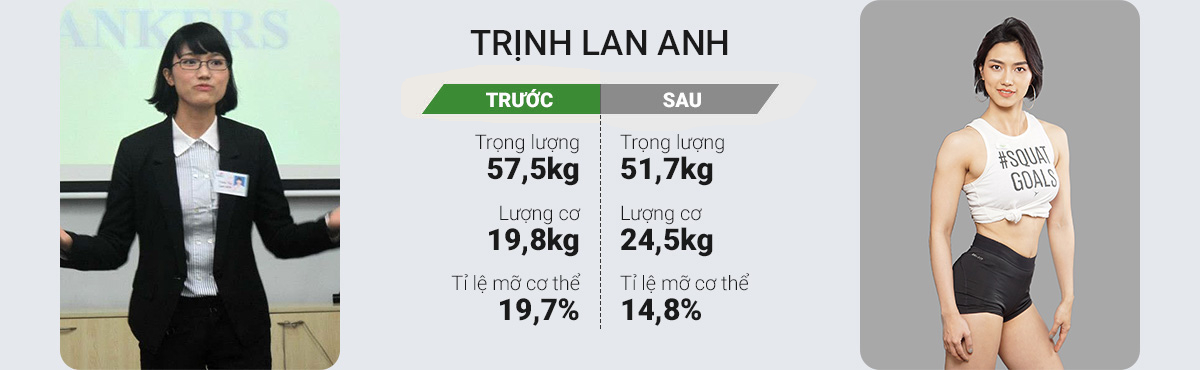 ANKERS
TRỊNH LAN ANH
TRƯỚC
SAU
Trọng lượng
57,5kg
Trọng lượng
51,7kg
Lượng cơ
19,8kg
Lượng cơ
24,5kg
Tỉ lệ mỡ cơ thể
19,7%
Tỉ lệ mỡ cơ thể
14,8%
#SQUAT
GOALS